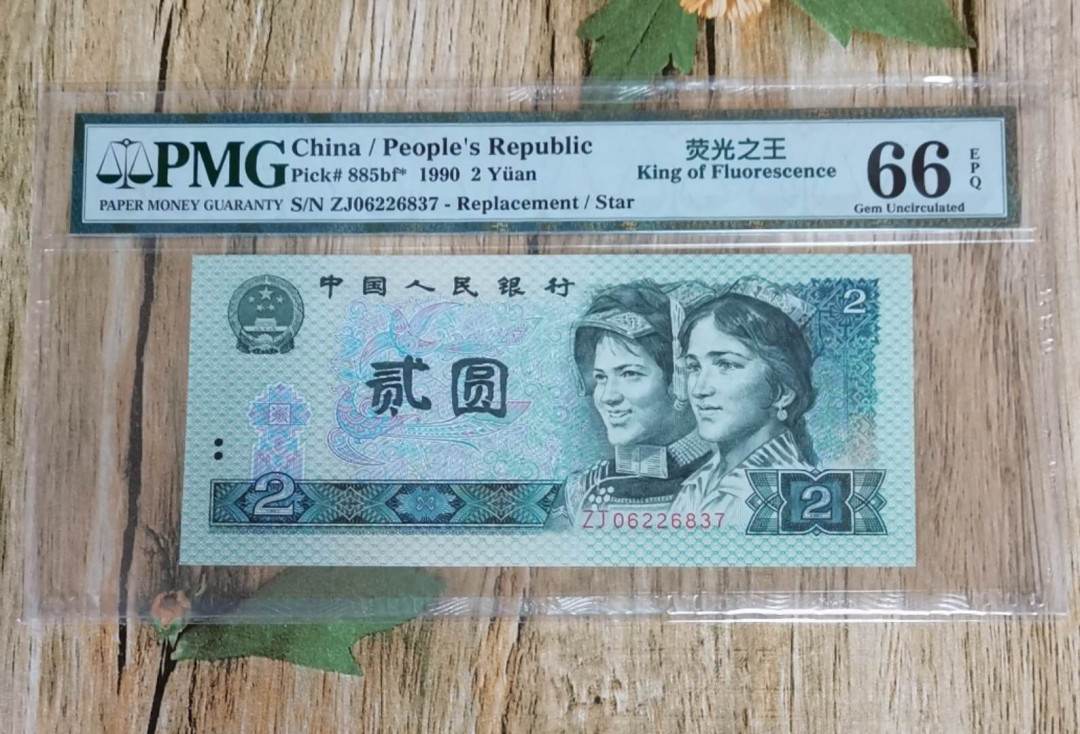 PMG
PAPER MONEY GUARANTY
China / People's Republic
Pick# 885bf* 1990 2 Yüan
S/N ZJ06226837 - Replacement / Star
荧光之王
King of Fluorescence
66
EPQ
Gem Uncirculated
中国人民银行
2
贰圆
2
2
ZJ06226837